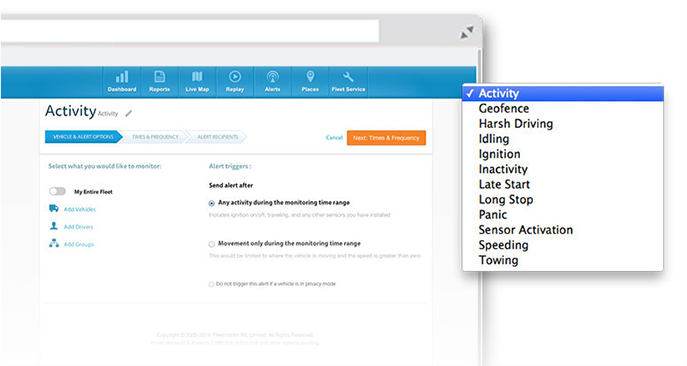 Dashboard
Reports
Live Map
Replay
Alerts
Places
Fleet Service
Activity Activity
VEHICLE & ALERT OPTIONS
TIMES & FREQUENCY
ALERT RECIPIENTS
Cancel
Next: Times & Frequency
Select what you would like to monitor:
My Entire Fleet
Add Vehicles
Add Drivers
Add Groups
Alert triggers :
Send alert after
Any activity during the monitoring time range
Includes ignition on/off, traveling, and any other sensors you have installed
Movement only during the monitoring time range
This would be limited to where the vehicle is moving and the speed is greater than zero
Do not trigger this alert if a vehicle is in privacy mode
All Rights Reserved.
✓ Activity
Geofence
Harsh Driving
Idling
Ignition
Inactivity
Late Start
Long Stop
Panic
Sensor Activation
Speeding
Towing